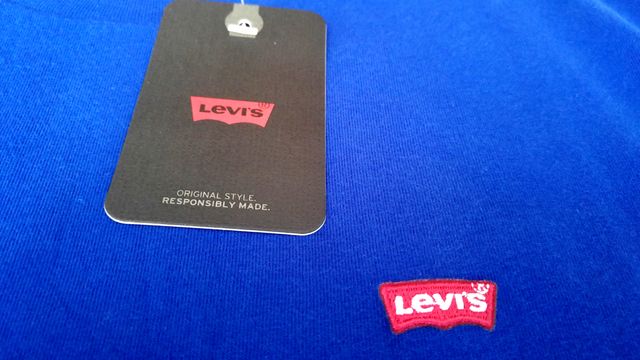 Levi's
ORIGINAL STYLE.
RESPONSIBLY MADE.
Levi's